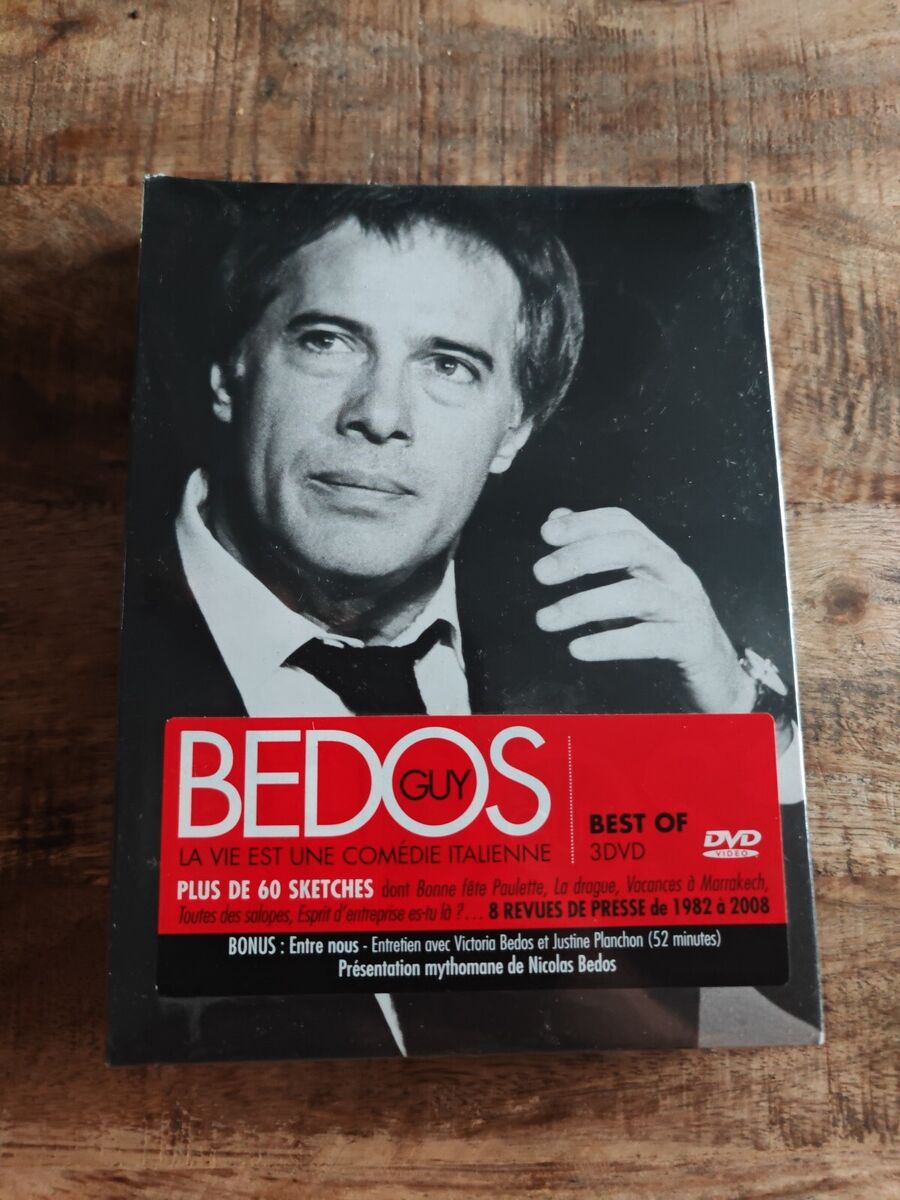 BEDOS
GUY
LA VIE EST UNE COMÉDIE ITALIENNE
BEST OF
3DVD
DVD
VIDEO
PLUS DE 60 SKETCHES dont Bonne fête Paulette, La drague, Vacances à Marrakech,
Toutes des salopes, Esprit d'entreprise es-tu là ?... 8 REVUES DE PRESSE de 1982 à 2008
BONUS : Entre nous - Entretien avec Victoria Bedos et Justine Planchon (52 minutes)
Présentation mythomane de Nicolas Bedos